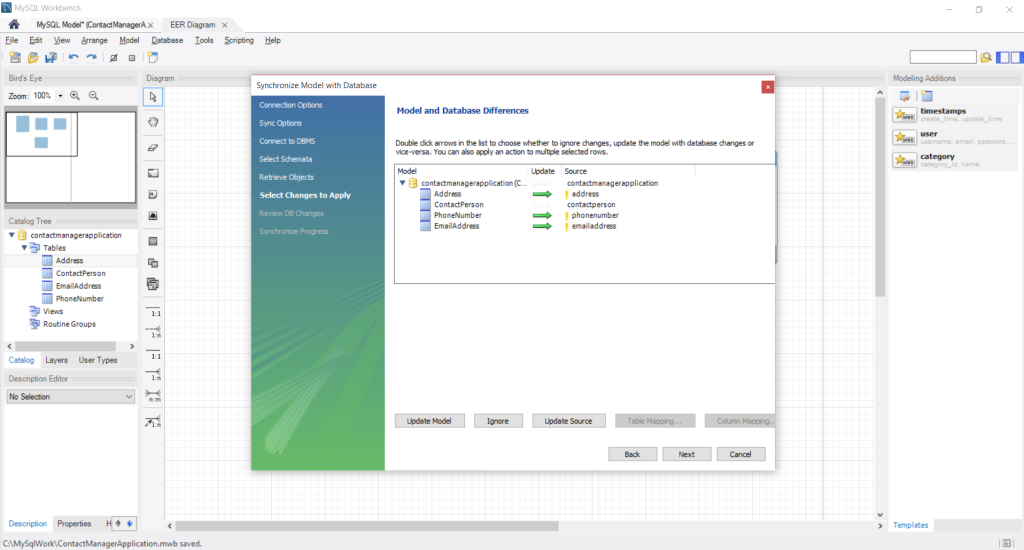 MySQL Workbench
MySQL Model* (ContactManagerA.. x
EER Diagram x
File Edit View Arrange Model Database Tools Scripting Help
Bird's Eye
Zoom: 100%
Catalog Tree
contactmanagerapplication
Tables
Address
ContactPerson
EmailAddress
PhoneNumber
Views
Routine Groups
Catalog Layers User Types
Description Editor
No Selection
Description Properties H
Diagram
1:1
1:m
1:1
1:m
n:m
1:m
Synchronize Model with Database
Connection Options
Sync Options
Connect to DBMS
Select Schemata
Retrieve Objects
Select Changes to Apply
Review DB Changes
Synchronize Progress
Model and Database Differences
Double click arrows in the list to choose whether to ignore changes, update the model with database changes or
vice-versa. You can also apply an action to multiple selected rows.
Model Update Source
contactmanagerapplication (C... contactmanagerapplication
Address address
ContactPerson contactperson
PhoneNumber phonenumber
EmailAddress emailaddress
Update Model Ignore Update Source Table Mapping... Column Mapping..
Back Next Cancel
Modeling Additions
timestamps
create_time, update_time
user
username, email, password, ...
category
category_id, name
Templates
C:\MySqlWork\ContactManagerApplication.mwb saved.